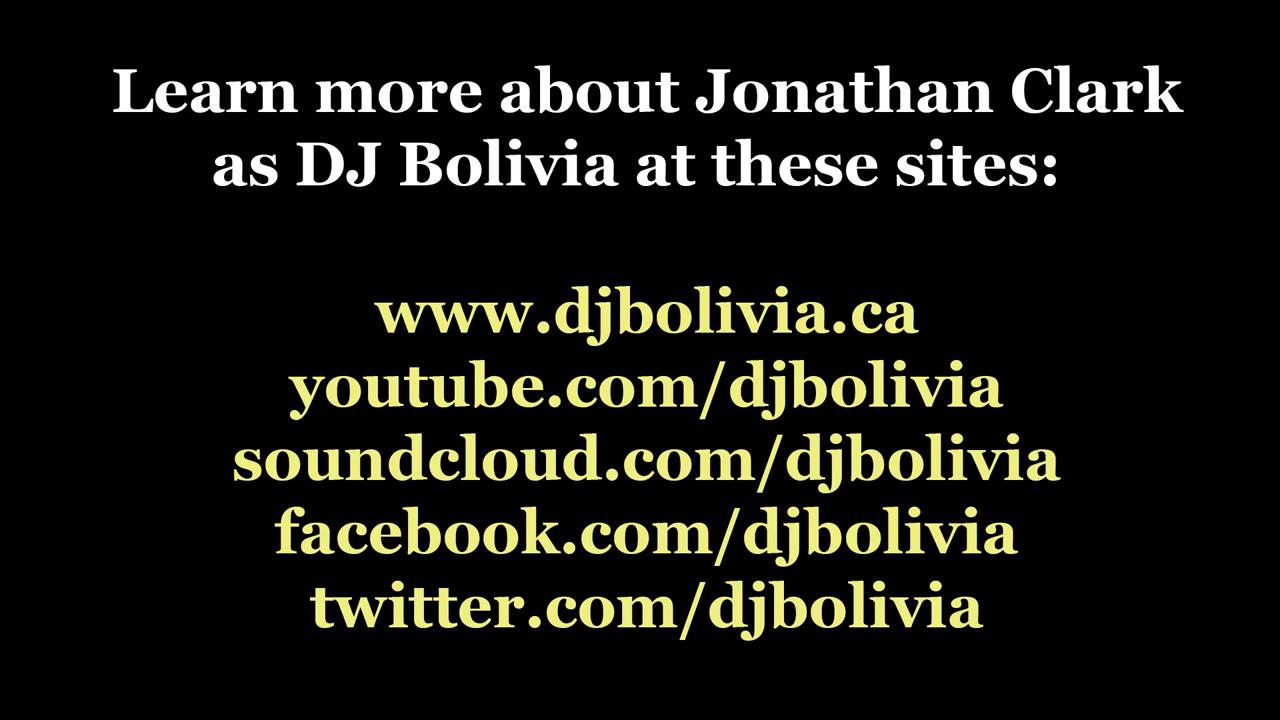 Learn more about Jonathan Clark
as DJ Bolivia at these sites:
www.djbolivia.ca
youtube.com/djbolivia
soundcloud.com/djbolivia
facebook.com/djbolivia
twitter.com/djbolivia